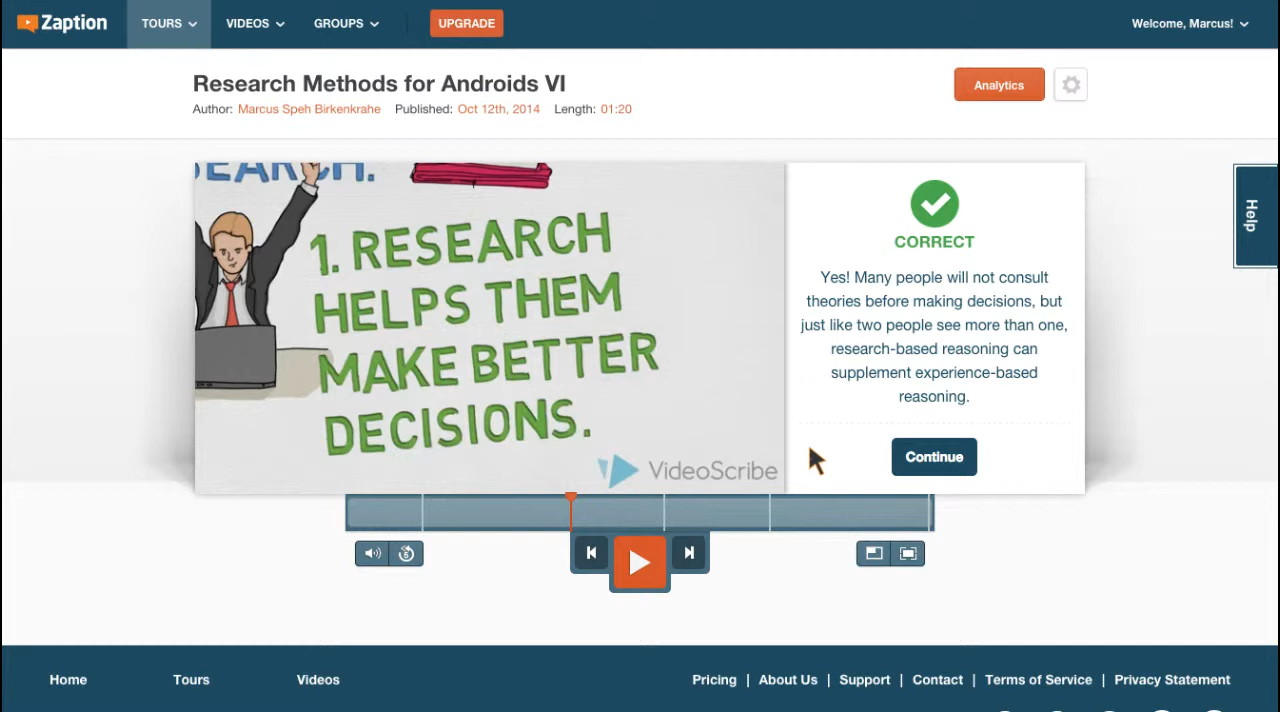 Zaption
TOURS
VIDEOS
GROUPS
UPGRADE
Welcome, Marcus!
Research Methods for Androids VI
Analytics
Author: Marcus Speh Birkenkrahe Published: Oct 12th, 2014 Length: 01:20
SEARCH.
1. RESEARCH
HELPS THEM
MAKE BETTER
DECISIONS.
VideoScribe
CORRECT
Yes! Many people will not consult
theories before making decisions, but
just like two people see more than one,
research-based reasoning can
supplement experience-based
reasoning.
Continue
Help
5
Home
Tours
Videos
Pricing | About Us | Support | Contact | Terms of Service | Privacy Statement